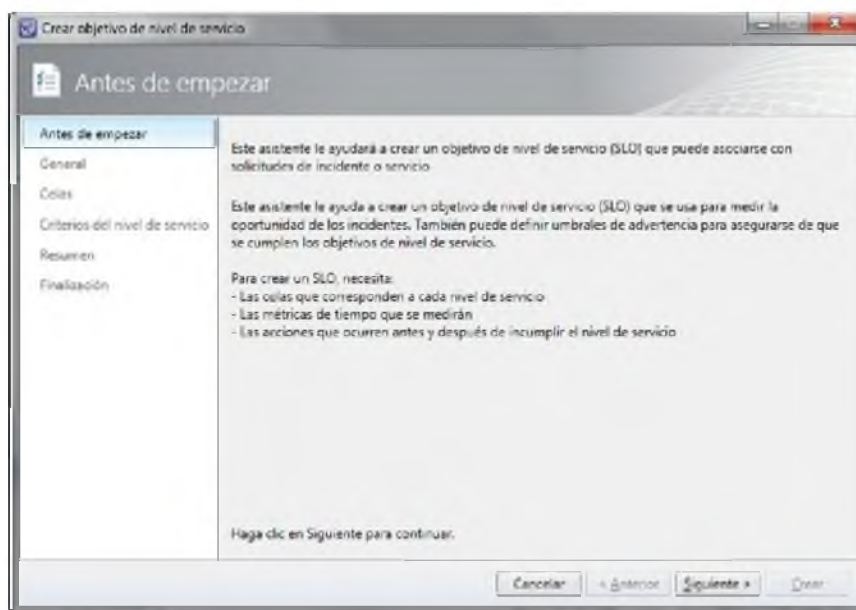 Crear objetivo de nivel de servicio
Antes de empezar
Antes de empezar
General
Colas
Criterios del nivel de servicio
Resumen
Finalización
Este asistente le ayudará a crear un objetivo de nivel de servicio (SLO) que puede asociarse con
solicitudes de incidente o servicio
Este asistente le ayuda a crear un objetivo de nivel de servicio (SLO) que se usa para medir la
oportunidad de los incidentes. También puede definir umbrales de advertencia para asegurarse de que
se cumplen los objetivos de nivel de servicio.
Para crear un SLO, necesita:
- Las colas que corresponden a cada nivel de servicio
- Las métricas de tiempo que se medirán
- Las acciones que ocurren antes y después de incumplir el nivel de servicio
Haga clic en Siguiente para continuar.
Cancelar
« Anterior
Siguiente »
Crear